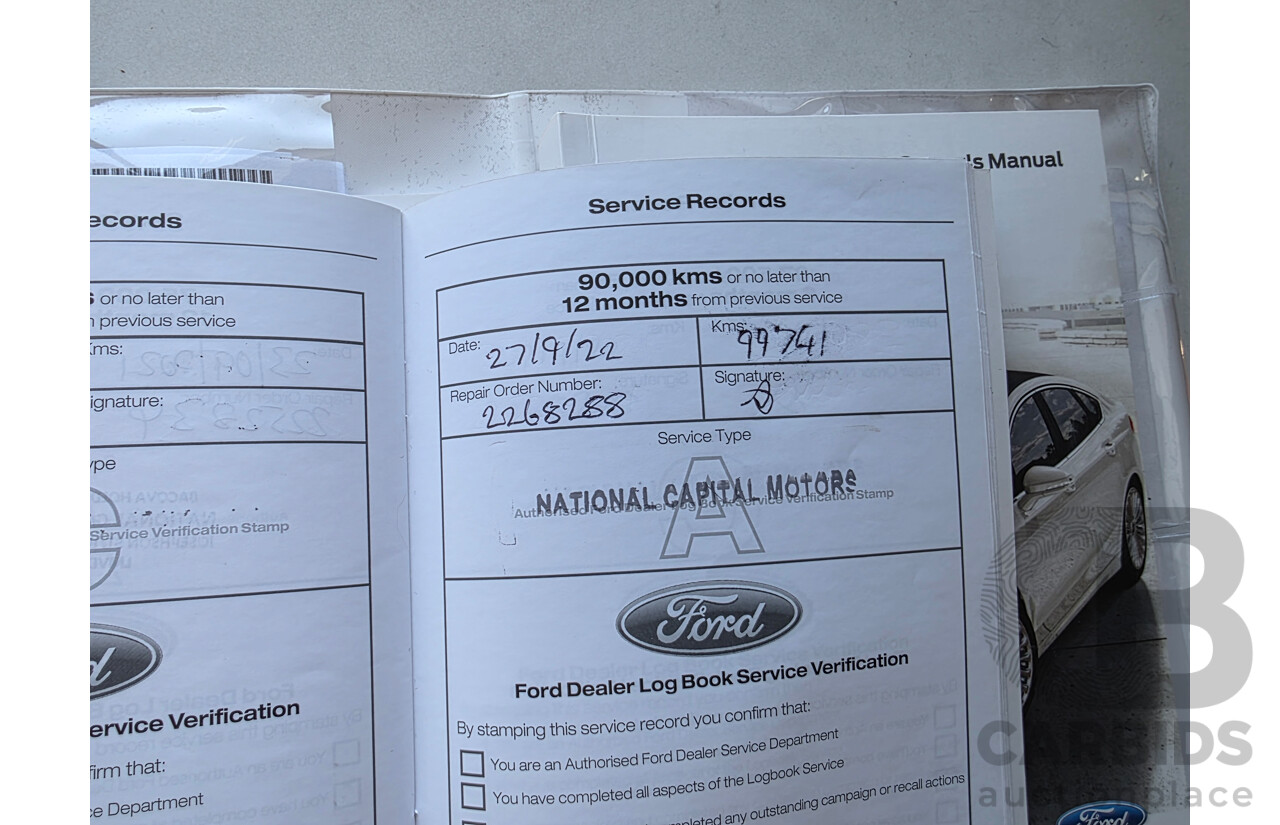 's Manual
ecords
or no later than
previous service
Kms:
ignature:
ype
Service Verification Stamp
ervice Verification
firm that:
ce Department
Service Records
90,000 kms or no later than
12 months from previous service
Date: 27/9/22
Kms: 99741
Repair Order Number:
2268288
Signature:
Service Type
A
NATIONAL CAPITAL MOTORS
Authorised Ford Dealer Log Book Service Verification Stamp
Ford
Ford Dealer Log Book Service Verification
By stamping this service record you confirm that:
You are an Authorised Ford Dealer Service Department
You have completed all aspects of the Logbook Service
mpleted any outstanding campaign or recall actions
Ford
CARBIDS
auctionplace